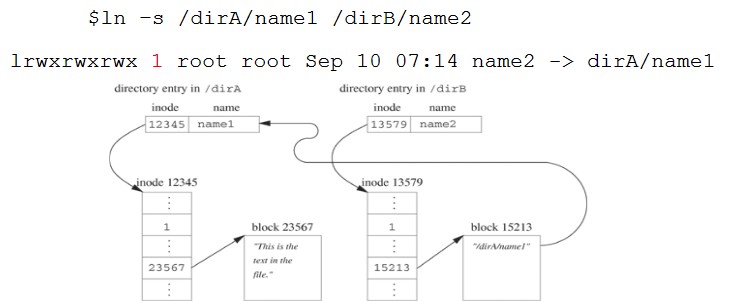 $ln -s /dirA/name1 /dirB/name2
lrwxrwxrwx 1 root root Sep 10 07:14 name2 -> dirA/name1
directory entry in /dirA
inode name
12345 name1
directory entry in /dirB
inode name
13579 name2
inode 12345
⋮
1
⋮
23567
⋮
block 23567
"This is the
text in the
file."
inode 13579
⋮
1
⋮
15213
⋮
block 15213
"/dirA/name1"